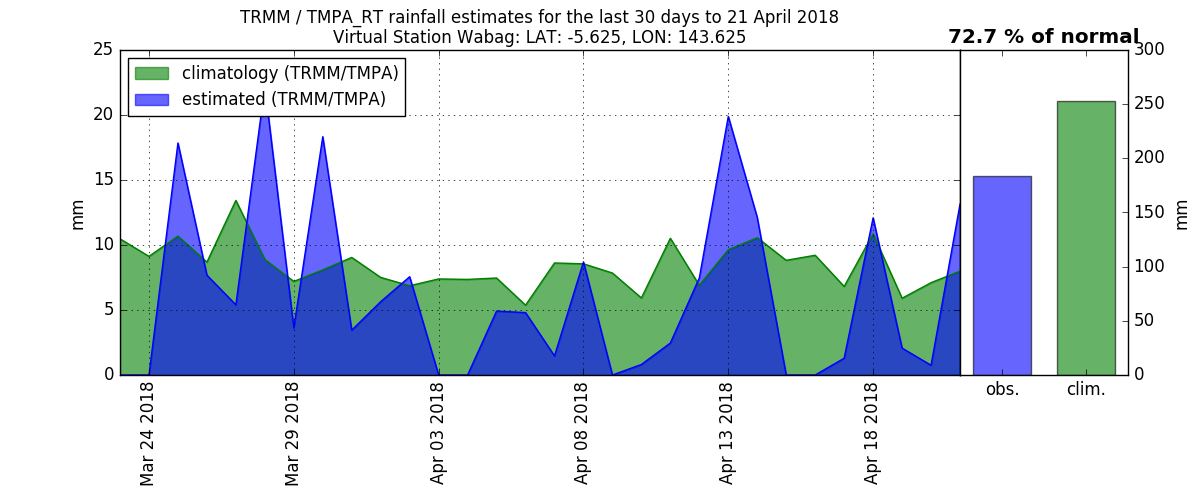 TRMM / TMPA_RT rainfall estimates for the last 30 days to 21 April 2018
Virtual Station Wabag: LAT: -5.625, LON: 143.625
72.7 % of normal
climatology (TRMM/TMPA)
estimated (TRMM/TMPA)
25
20
15
10
5
0
mm
Mar 24 2018
Mar 29 2018
Apr 03 2018
Apr 08 2018
Apr 13 2018
Apr 18 2018
300
250
200
150
100
50
0
mm
obs.
clim.